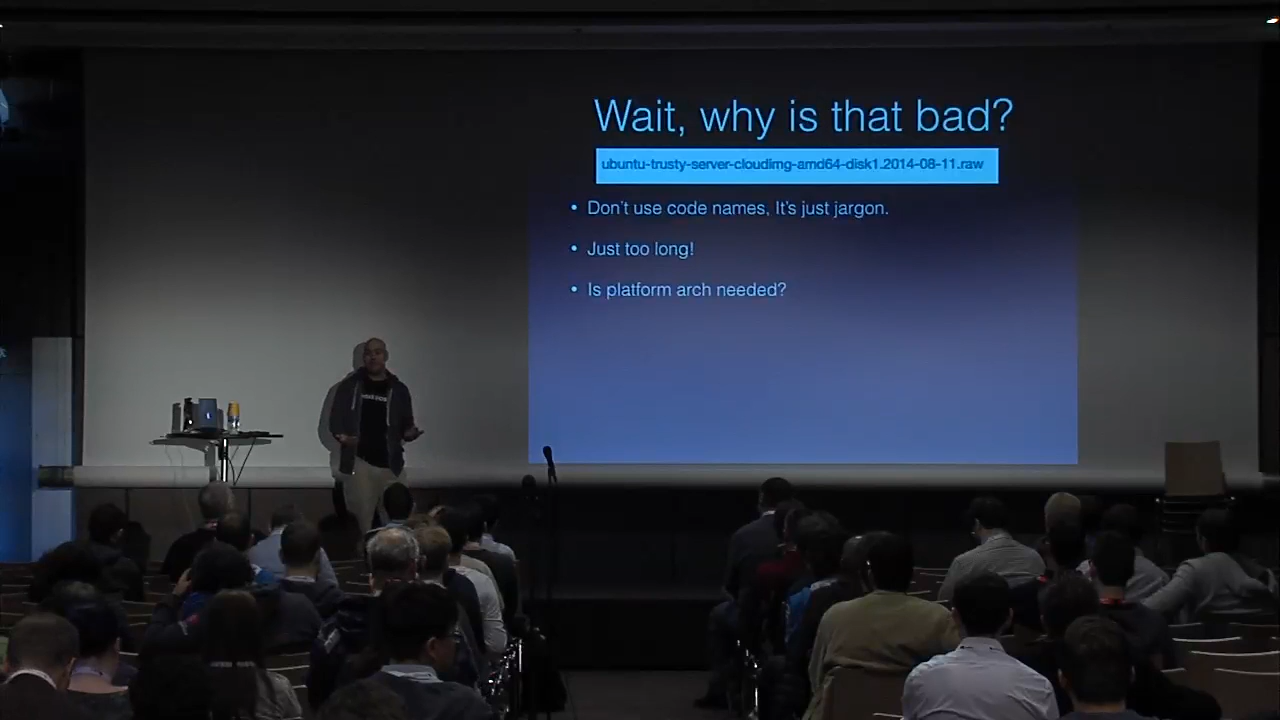 Wait, why is that bad?
ubuntu-trusty-server-cloudimg-amd64-disk1.2014-08-11.raw
• Don't use code names, It's just jargon.
• Just too long!
• Is platform arch needed?